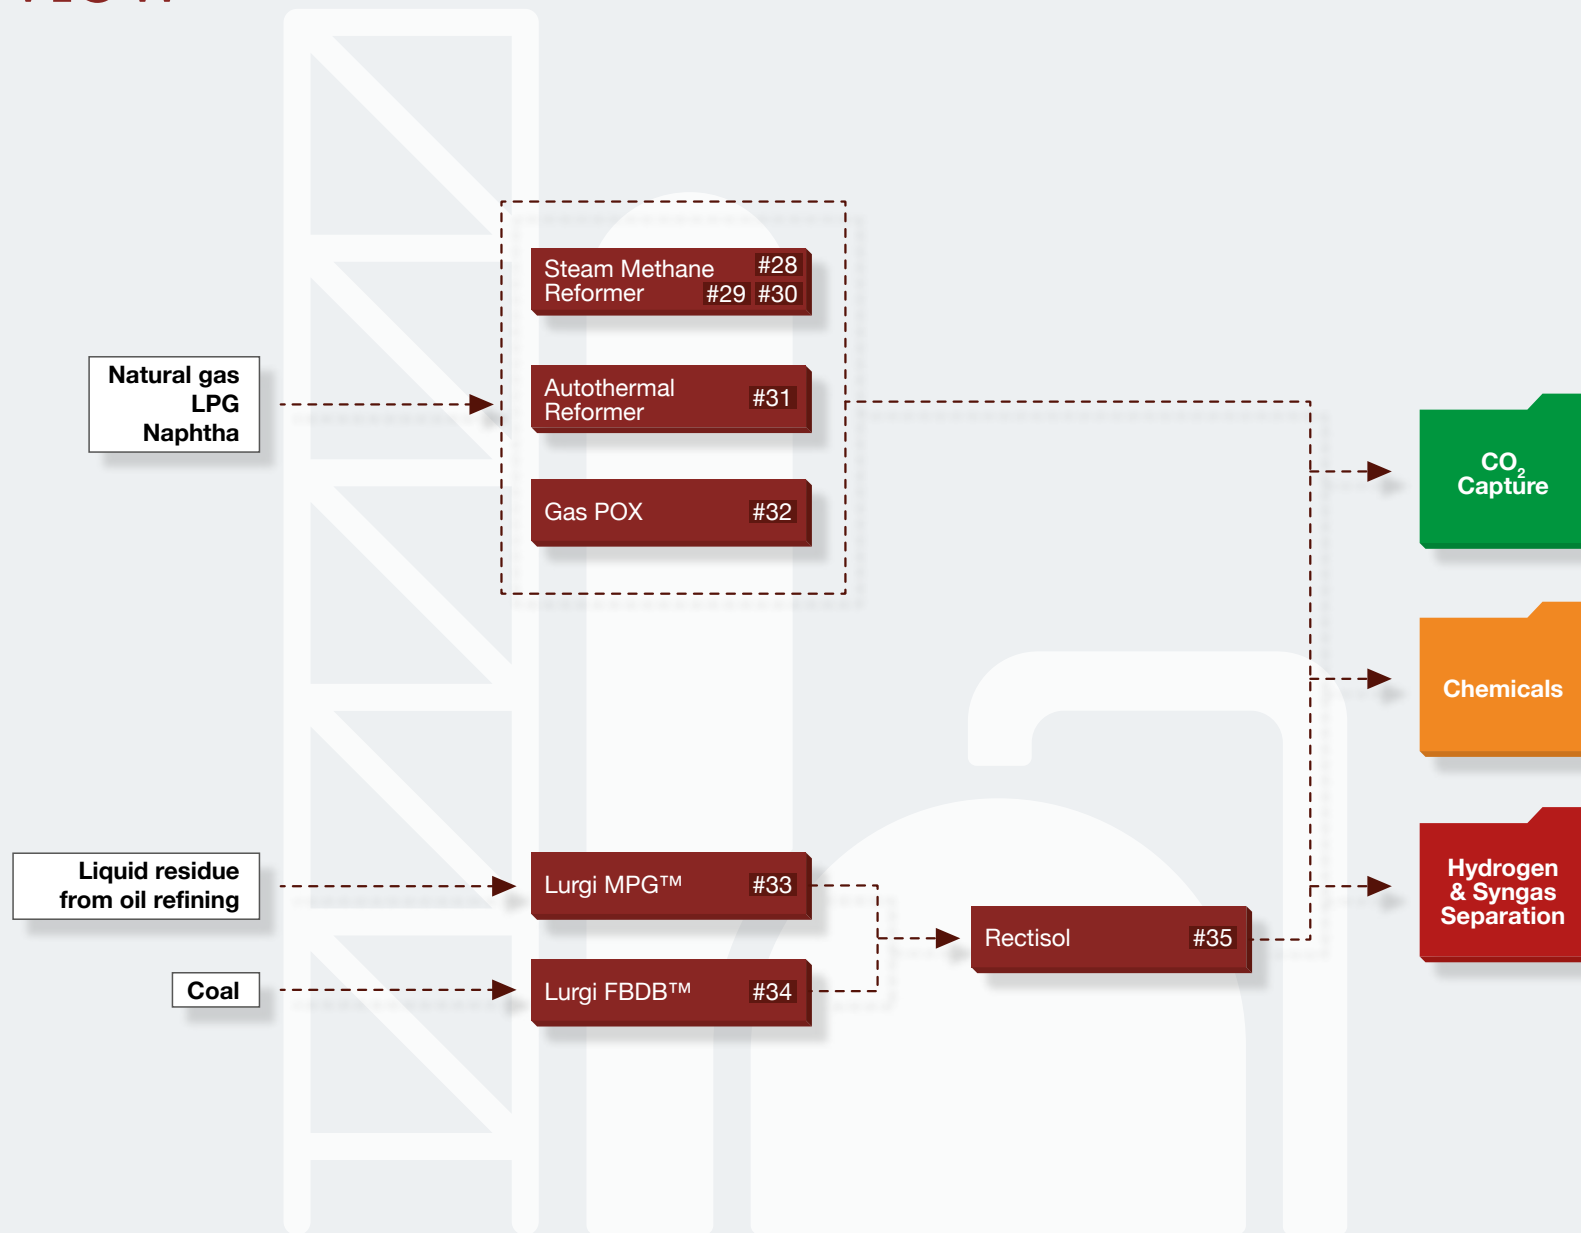 Steam Methane #28
Reformer #29 #30
Natural gas
LPG
Naphtha
Autothermal
Reformer #31
Gas POX #32
CO₂
Capture
Chemicals
Liquid residue
from oil refining
Lurgi MPG™ #33
Coal
Lurgi FBDB™ #34
Rectisol #35
Hydrogen
& Syngas
Separation